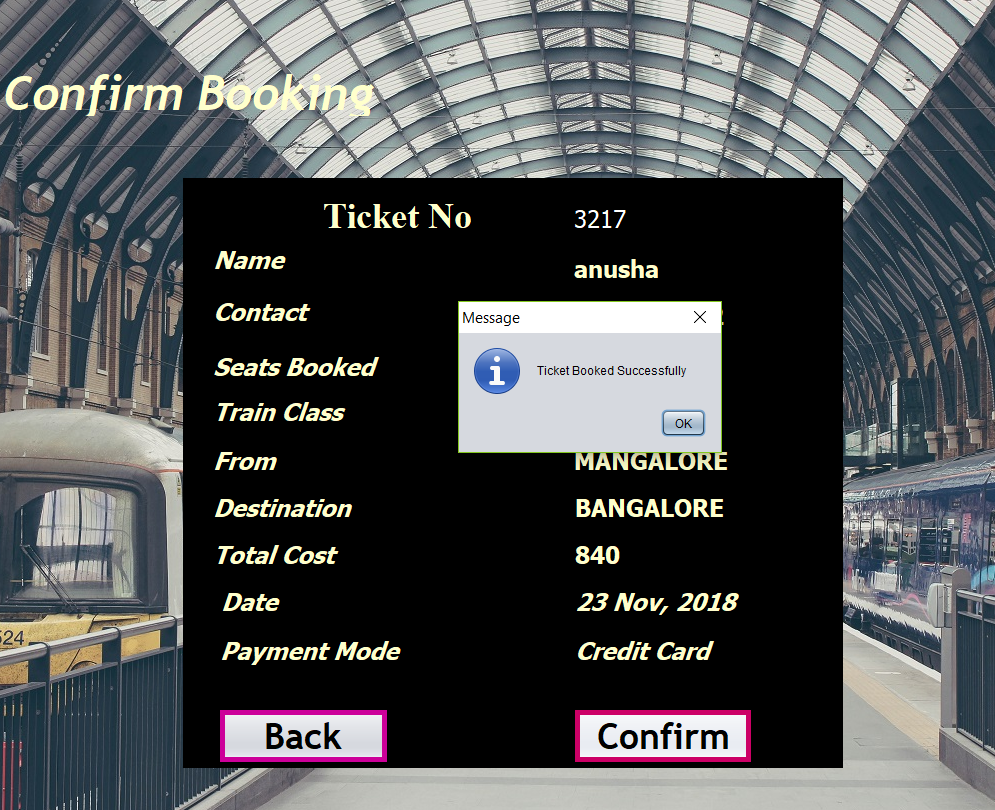 Confirm Booking
Ticket No 3217
Name anusha
Contact
Message
Ticket Booked Successfully
OK
Seats Booked
Train Class
From MANGALORE
Destination BANGALORE
Total Cost 840
Date 23 Nov, 2018
524
Payment Mode Credit Card
Back Confirm